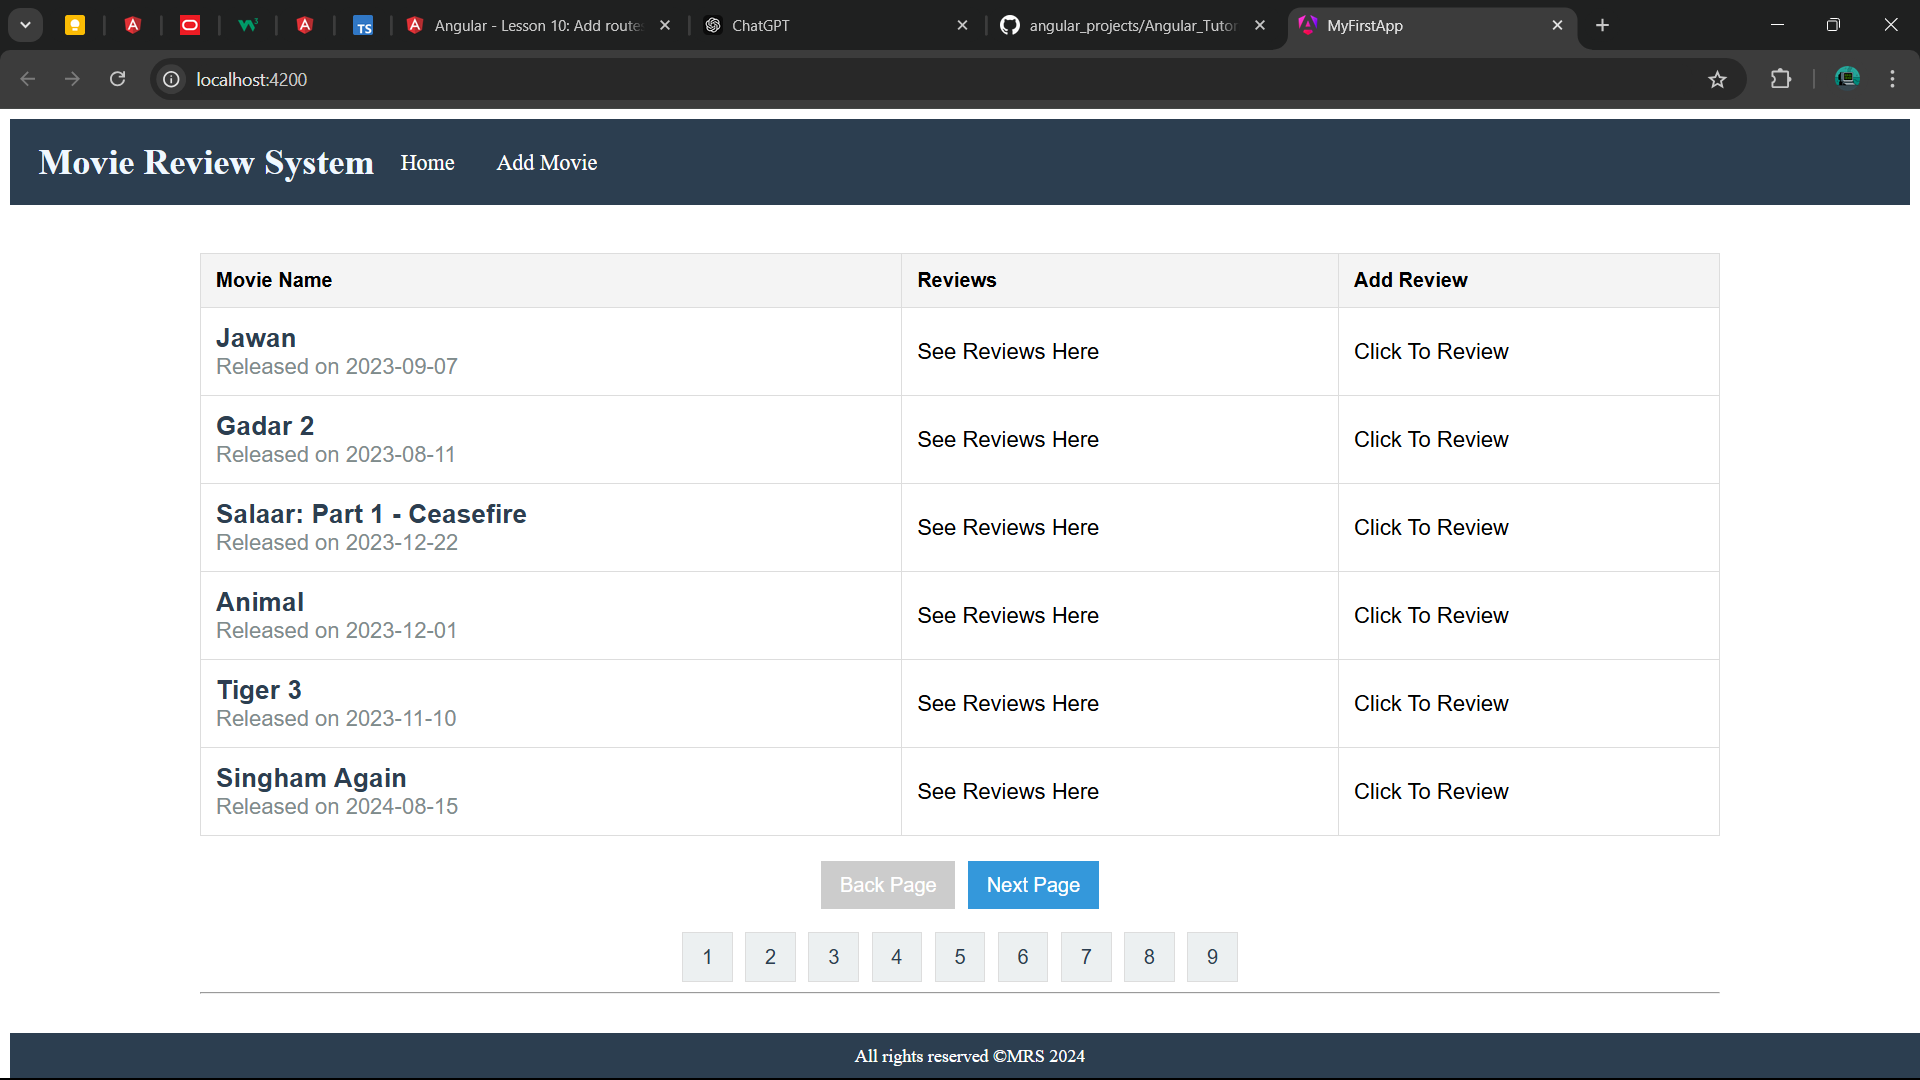 Angular - Lesson 10: Add route
ChatGPT
angular_projects/Angular_Tutor
MyFirstApp
localhost:4200
Movie Review System Home Add Movie
Movie Name Reviews Add Review
Jawan
Released on 2023-09-07
See Reviews Here Click To Review
Gadar 2
Released on 2023-08-11
See Reviews Here Click To Review
Salaar: Part 1 - Ceasefire
Released on 2023-12-22
See Reviews Here Click To Review
Animal
Released on 2023-12-01
See Reviews Here Click To Review
Tiger 3
Released on 2023-11-10
See Reviews Here Click To Review
Singham Again
Released on 2024-08-15
See Reviews Here Click To Review
Back Page Next Page
1 2 3 4 5 6 7 8 9
All rights reserved ©MRS 2024